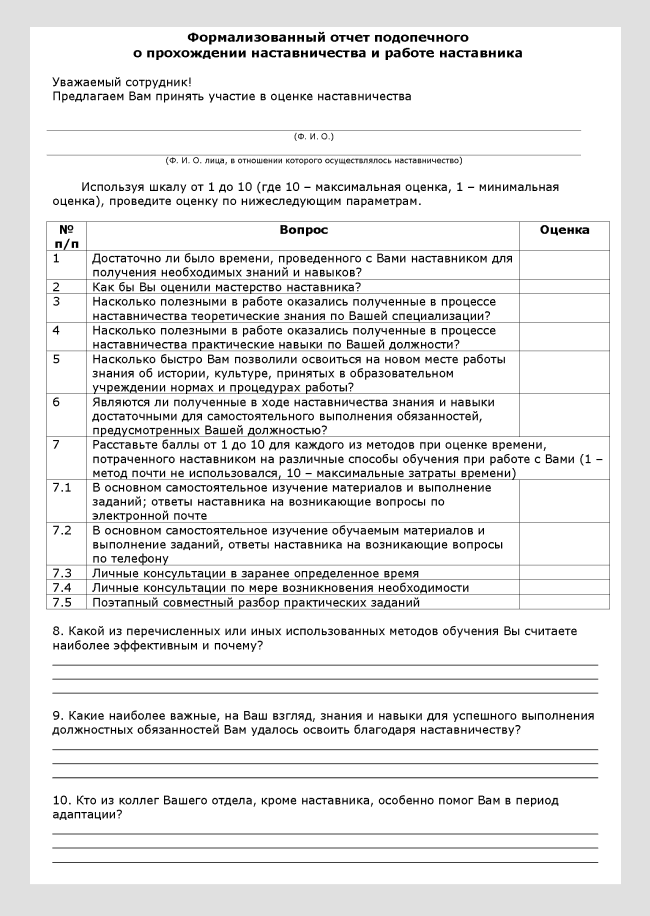 Формализованный отчет подопечного
о прохождении наставничества и работе наставника
Уважаемый сотрудник!
Предлагаем Вам принять участие в оценке наставничества
(Ф. И. О.)
(Ф. И. О. лица, в отношении которого осуществлялось наставничество)
Используя шкалу от 1 до 10 (где 10 – максимальная оценка, 1 – минимальная
оценка), проведите оценку по нижеследующим параметрам.
№ п/п Вопрос Оценка
1 Достаточно ли было времени, проведенного с Вами наставником для
получения необходимых знаний и навыков?
2 Как бы Вы оценили мастерство наставника?
3 Насколько полезными в работе оказались полученные в процессе
наставничества теоретические знания по Вашей специализации?
4 Насколько полезными в работе оказались полученные в процессе
наставничества практические навыки по Вашей должности?
5 Насколько быстро Вам позволили освоиться на новом месте работы
знания об истории, культуре, принятых в образовательном
учреждении нормах и процедурах работы?
6 Являются ли полученные в ходе наставничества знания и навыки
достаточными для самостоятельного выполнения обязанностей,
предусмотренных Вашей должностью?
7 Расставьте баллы от 1 до 10 для каждого из методов при оценке времени,
потраченного наставником на различные способы обучения при работе с Вами (1 –
метод почти не использовался, 10 – максимальные затраты времени)
7.1 В основном самостоятельное изучение материалов и выполнение
заданий; ответы наставника на возникающие вопросы по
электронной почте
7.2 В основном самостоятельное изучение обучаемым материалов и
выполнение заданий, ответы наставника на возникающие вопросы
по телефону
7.3 Личные консультации в заранее определенное время
7.4 Личные консультации по мере возникновения необходимости
7.5 Поэтапный совместный разбор практических заданий
8. Какой из перечисленных или иных использованных методов обучения Вы считаете
наиболее эффективным и почему?
9. Какие наиболее важные, на Ваш взгляд, знания и навыки для успешного выполнения
должностных обязанностей Вам удалось освоить благодаря наставничеству?
10. Кто из коллег Вашего отдела, кроме наставника, особенно помог Вам в период
адаптации?